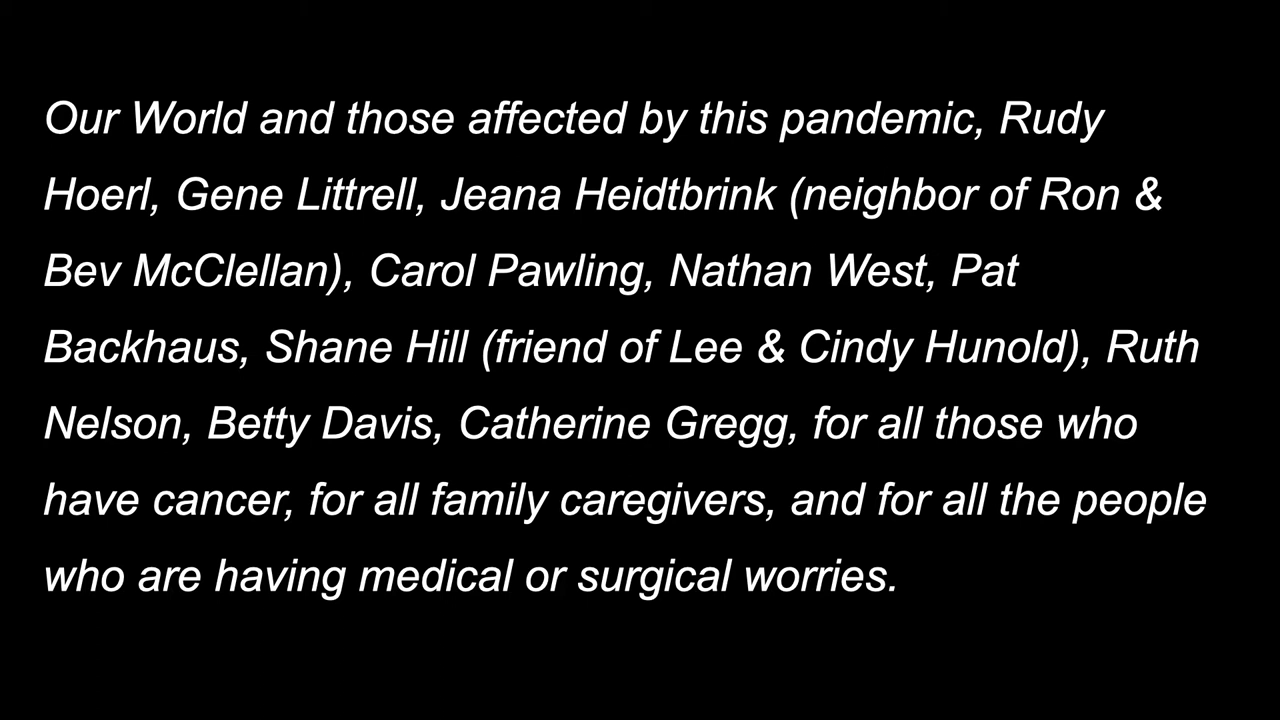 Our World and those affected by this pandemic, Rudy
Hoerl, Gene Littrell, Jeana Heidtbrink (neighbor of Ron &
Bev McClellan), Carol Pawling, Nathan West, Pat
Backhaus, Shane Hill (friend of Lee & Cindy Hunold), Ruth
Nelson, Betty Davis, Catherine Gregg, for all those who
have cancer, for all family caregivers, and for all the people
who are having medical or surgical worries.